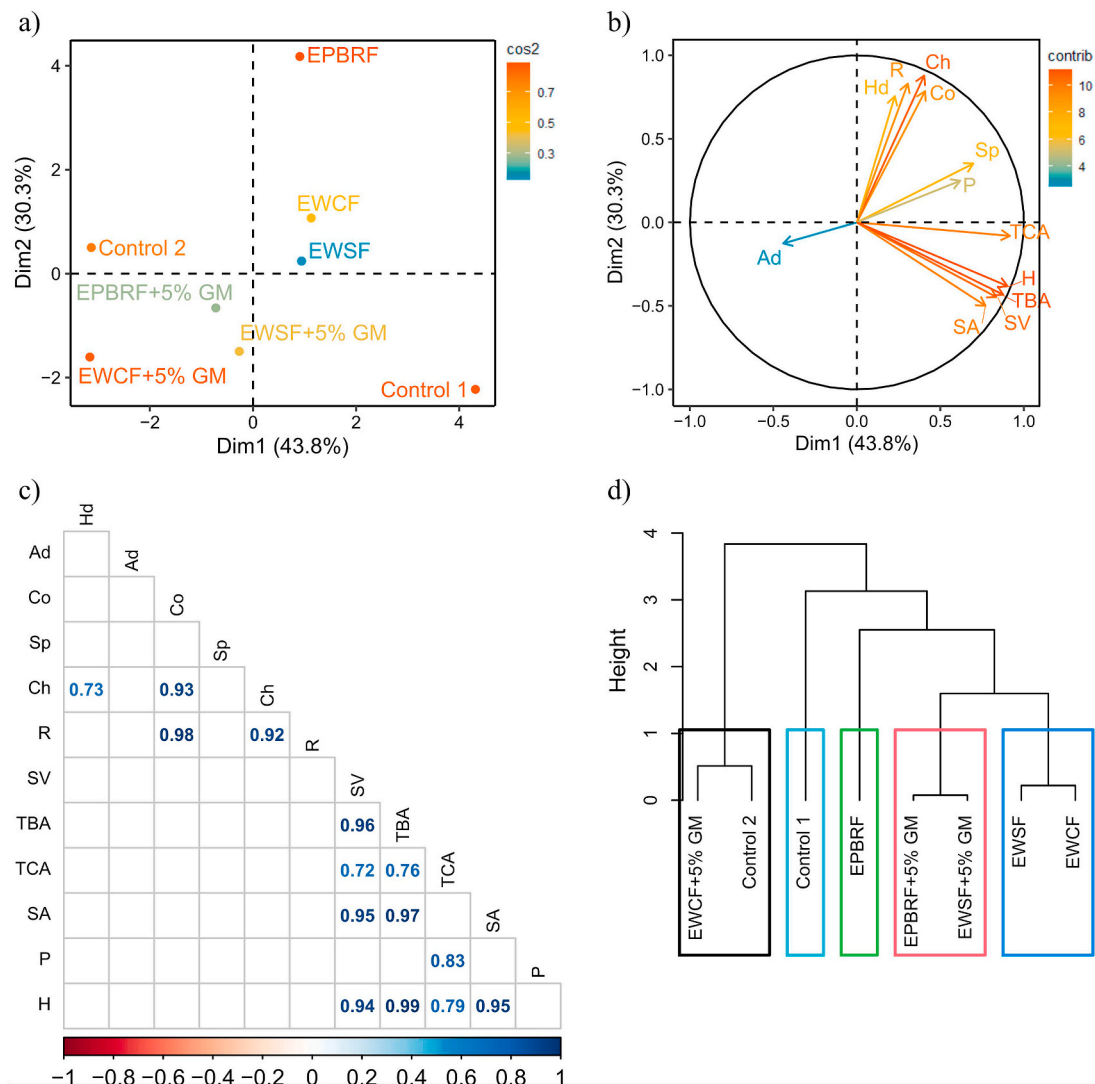 a)
cos2
0.7
0.5
0.3
EPBRF
EWCF
EWSF
Control 2
EPBRF+5% GM
EWSF+5% GM
EWCF+5% GM
Control 1
4
2
0
−2
Dim2 (30.3%)
−2 0 2 4
Dim1 (43.8%)
b)
contrib
10
8
6
4
Ch
R
Hd
Co
Sp
P
TCA
Ad
H
TBA
SV
SA
1.0
0.5
0.0
−0.5
−1.0
Dim2 (30.3%)
−1.0 −0.5 0.0 0.5 1.0
Dim1 (43.8%)
c)
Hd
Ad Ad
Co Co
Sp Sp
Ch 0.73 0.93 Ch
R 0.98 0.92 R
SV SV
TBA 0.96 TBA
TCA 0.72 0.76 TCA
SA 0.95 0.97 SA
P 0.83 P
H 0.94 0.99 0.79 0.95
−1 −0.8 −0.6 −0.4 −0.2 0 0.2 0.4 0.6 0.8 1
d)
Height
4
3
2
1
0
EWCF+5% GM
Control 2
Control 1
EPBRF
EPBRF+5% GM
EWSF+5% GM
EWSF
EWCF